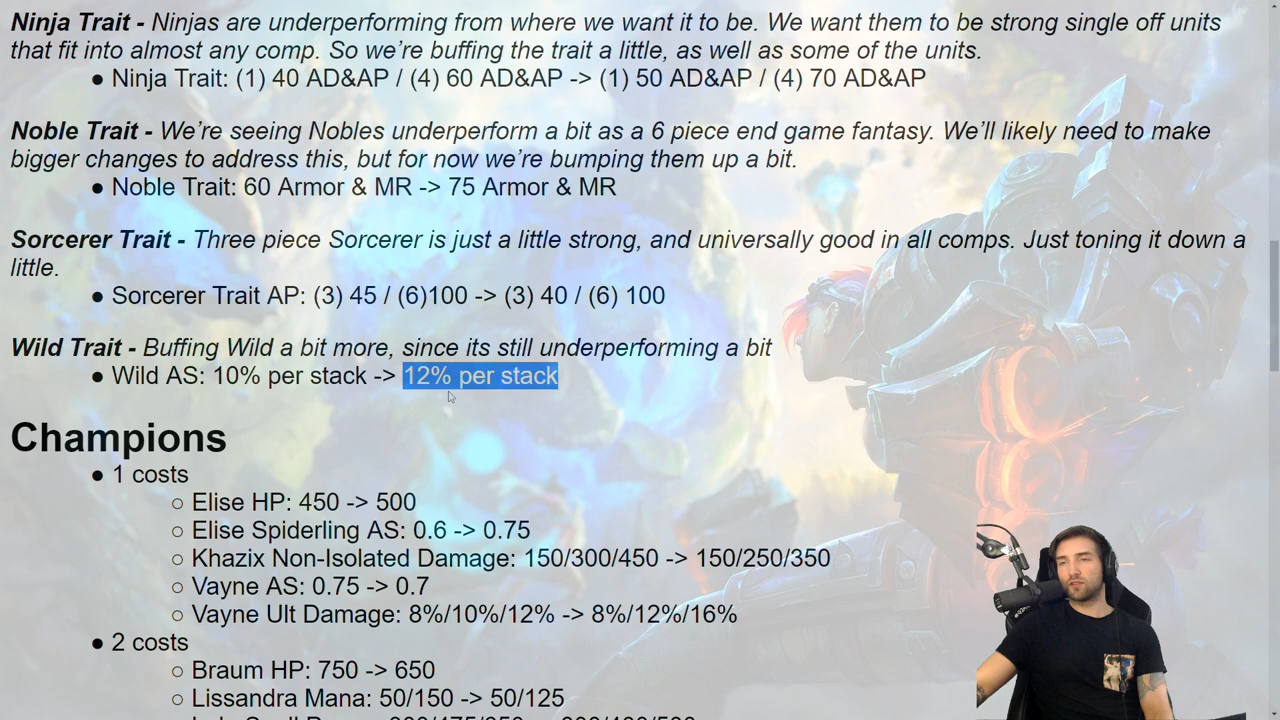 Ninja Trait - Ninjas are underperforming from where we want it to be. We want them to be strong single off units
that fit into almost any comp. So we're buffing the trait a little, as well as some of the units.
● Ninja Trait: (1) 40 AD&AP / (4) 60 AD&AP -> (1) 50 AD&AP / (4) 70 AD&AP
Noble Trait - We're seeing Nobles underperform a bit as a 6 piece end game fantasy. We'll likely need to make
bigger changes to address this, but for now we're bumping them up a bit.
● Noble Trait: 60 Armor & MR -> 75 Armor & MR
Sorcerer Trait - Three piece Sorcerer is just a little strong, and universally good in all comps. Just toning it down a
little.
● Sorcerer Trait AP: (3) 45 / (6)100 -> (3) 40 / (6) 100
Wild Trait - Buffing Wild a bit more, since its still underperforming a bit
● Wild AS: 10% per stack -> 12% per stack
Champions
● 1 costs
○ Elise HP: 450 -> 500
○ Elise Spiderling AS: 0.6 -> 0.75
○ Khazix Non-Isolated Damage: 150/300/450 -> 150/250/350
○ Vayne AS: 0.75 -> 0.7
○ Vayne Ult Damage: 8%/10%/12% -> 8%/12%/16%
● 2 costs
○ Braum HP: 750 -> 650
○ Lissandra Mana: 50/150 -> 50/125